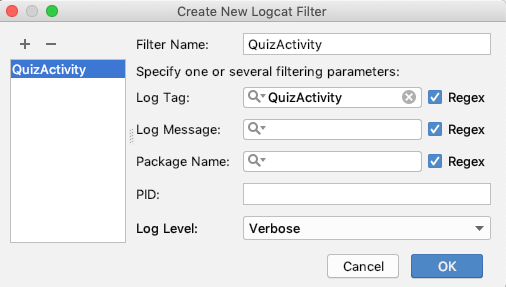 Create New Logcat Filter
QuizActivity
Filter Name: QuizActivity
Specify one or several filtering parameters:
Log Tag: QuizActivity Regex
Log Message: Regex
Package Name: Regex
PID:
Log Level: Verbose
Cancel OK